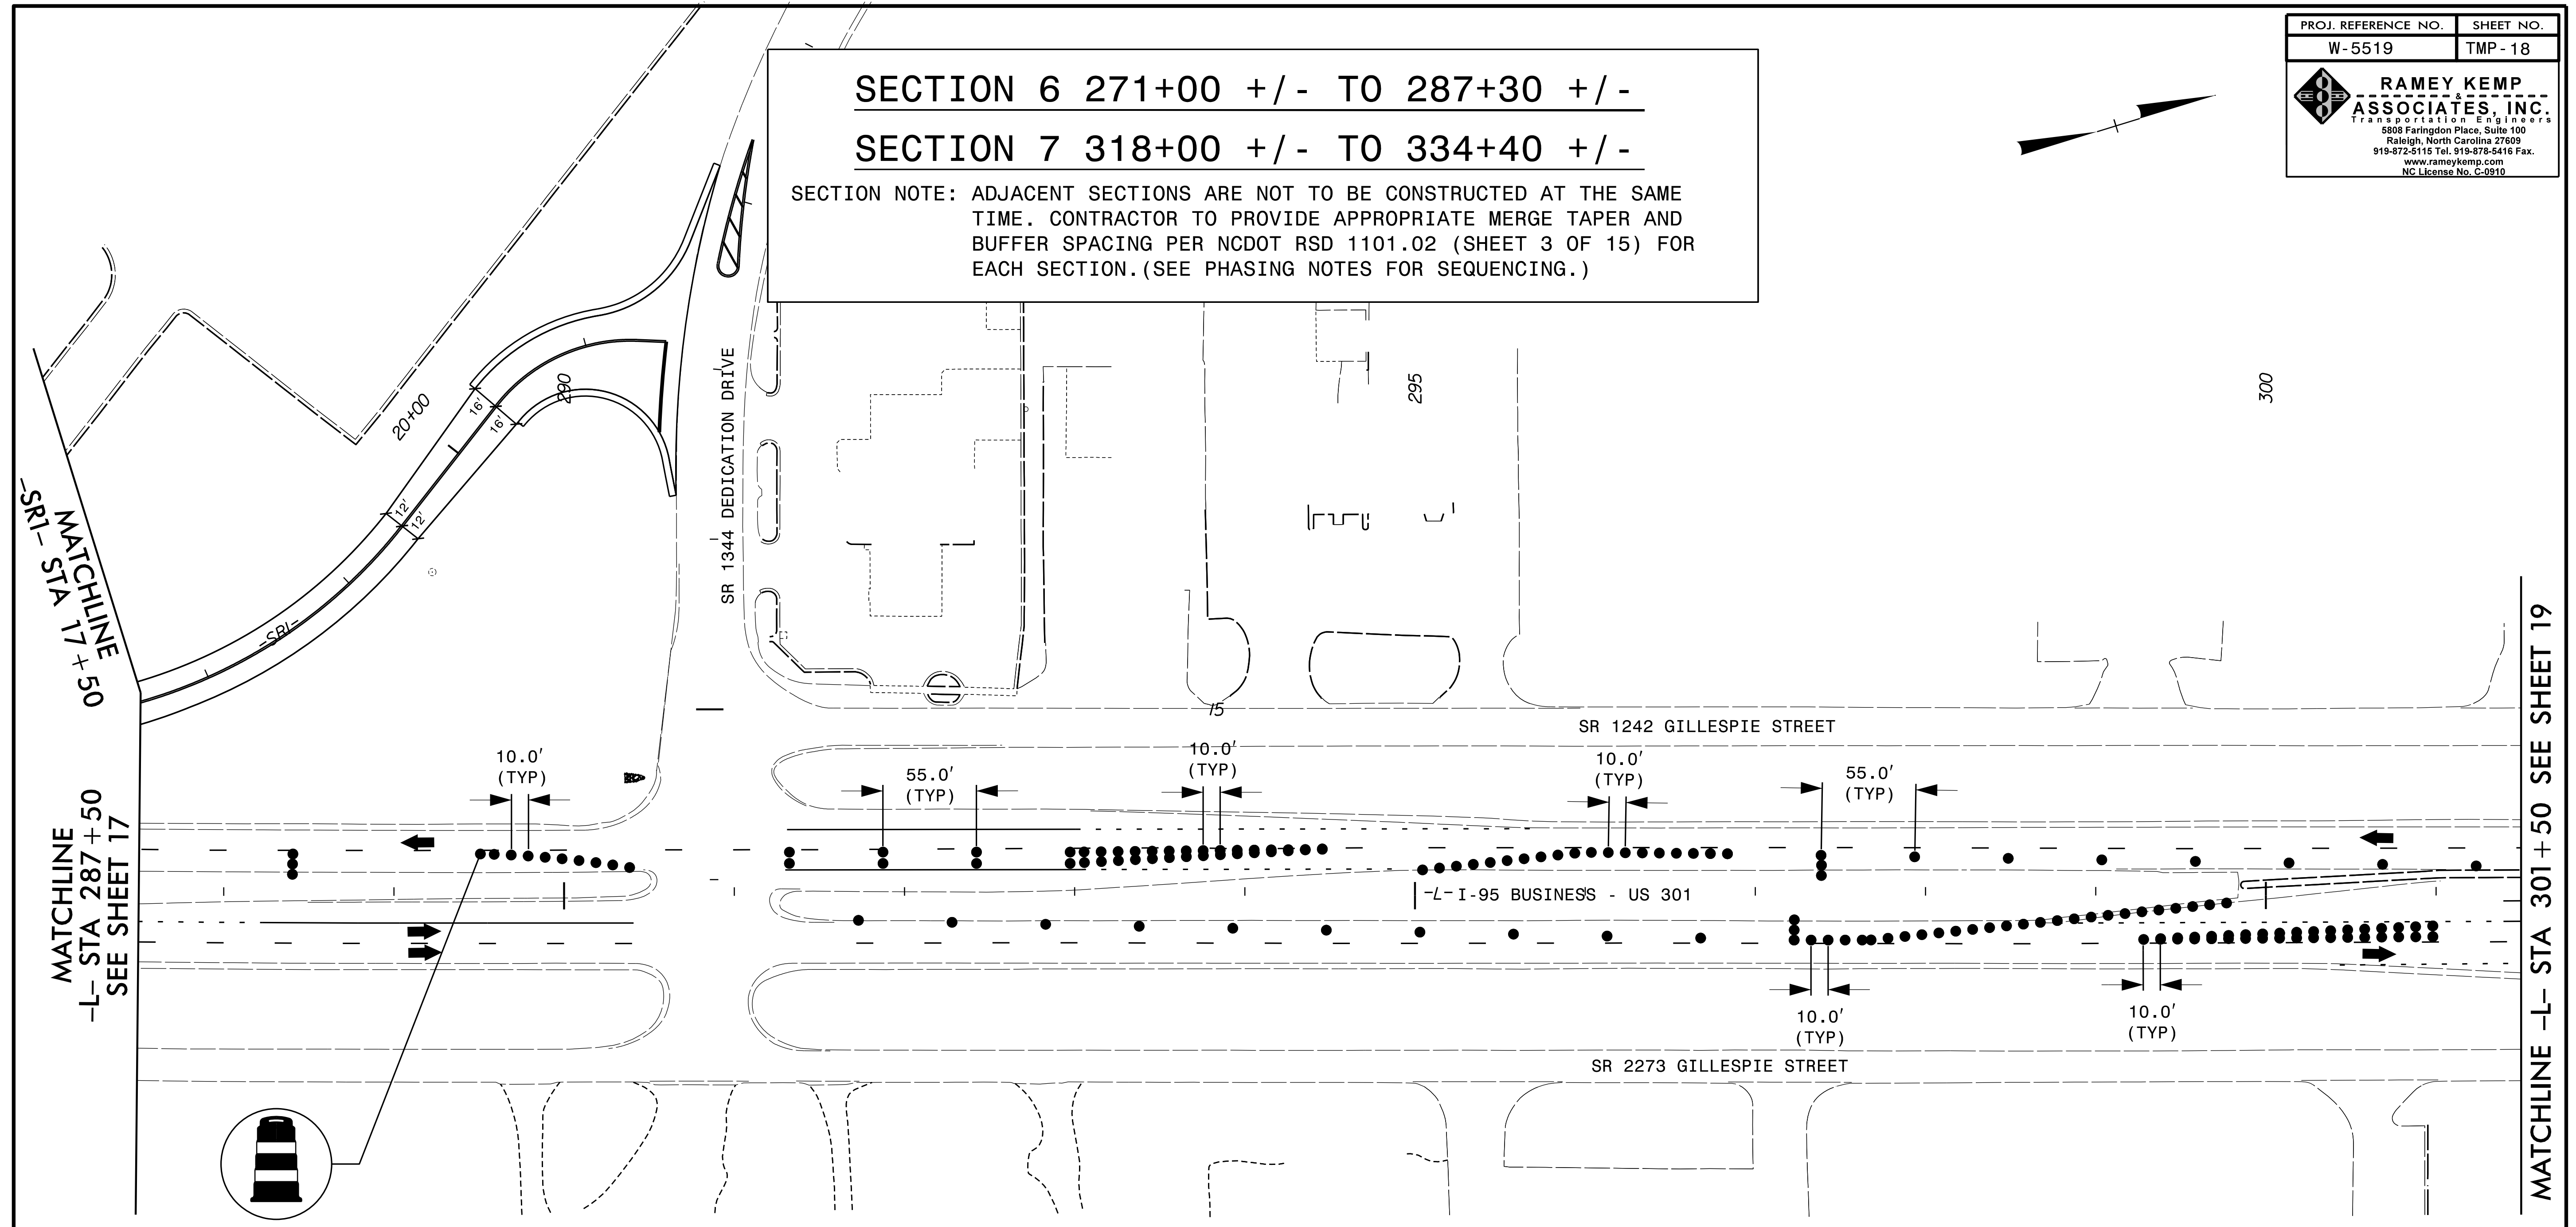 PROJ. REFERENCE NO. SHEET NO.
W-5519 TMP-18
RAMEY KEMP
&
ASSOCIATES, INC.
Transportation Engineers
5808 Faringdon Place, Suite 100
Raleigh, North Carolina 27609
919-872-5115 Tel. 919-878-5416 Fax.
www.rameykemp.com
NC License No. C-0910
SECTION 6 271+00 +/- TO 287+30 +/-
SECTION 7 318+00 +/- TO 334+40 +/-
SECTION NOTE: ADJACENT SECTIONS ARE NOT TO BE CONSTRUCTED AT THE SAME
TIME. CONTRACTOR TO PROVIDE APPROPRIATE MERGE TAPER AND
BUFFER SPACING PER NCDOT RSD 1101.02 (SHEET 3 OF 15) FOR
EACH SECTION.(SEE PHASING NOTES FOR SEQUENCING.)
20+00
16'
16'
290
295
300
SR 1344 DEDICATION DRIVE
12'
12'
MATCHLINE
-SR1- STA 17+50
-SR1-
15
SR 1242 GILLESPIE STREET
10.0'
(TYP)
55.0'
(TYP)
10.0'
(TYP)
10.0'
(TYP)
55.0'
(TYP)
MATCHLINE
-L- STA 287+50
SEE SHEET 17
-L- I-95 BUSINESS - US 301
10.0'
(TYP)
10.0'
(TYP)
SR 2273 GILLESPIE STREET
MATCHLINE -L- STA 301+50 SEE SHEET 19